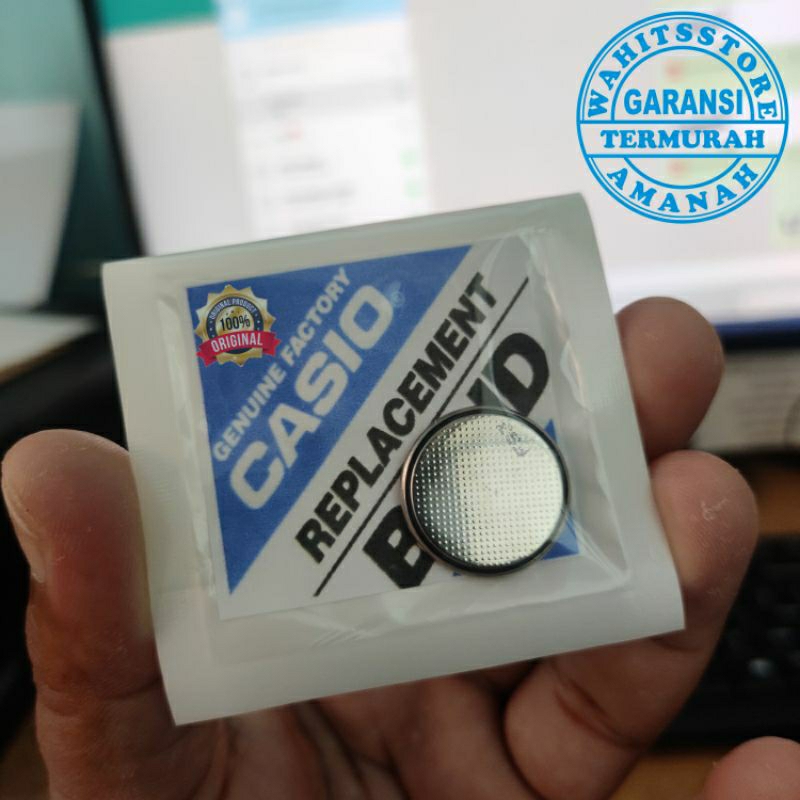 WAHITSSTORE
GARANSI
TERMURAH
AMANAH
ORIGINAL PRODUCT
100%
ORIGINAL
GENUINE FACTORY
CASIO
REPLACEMENT